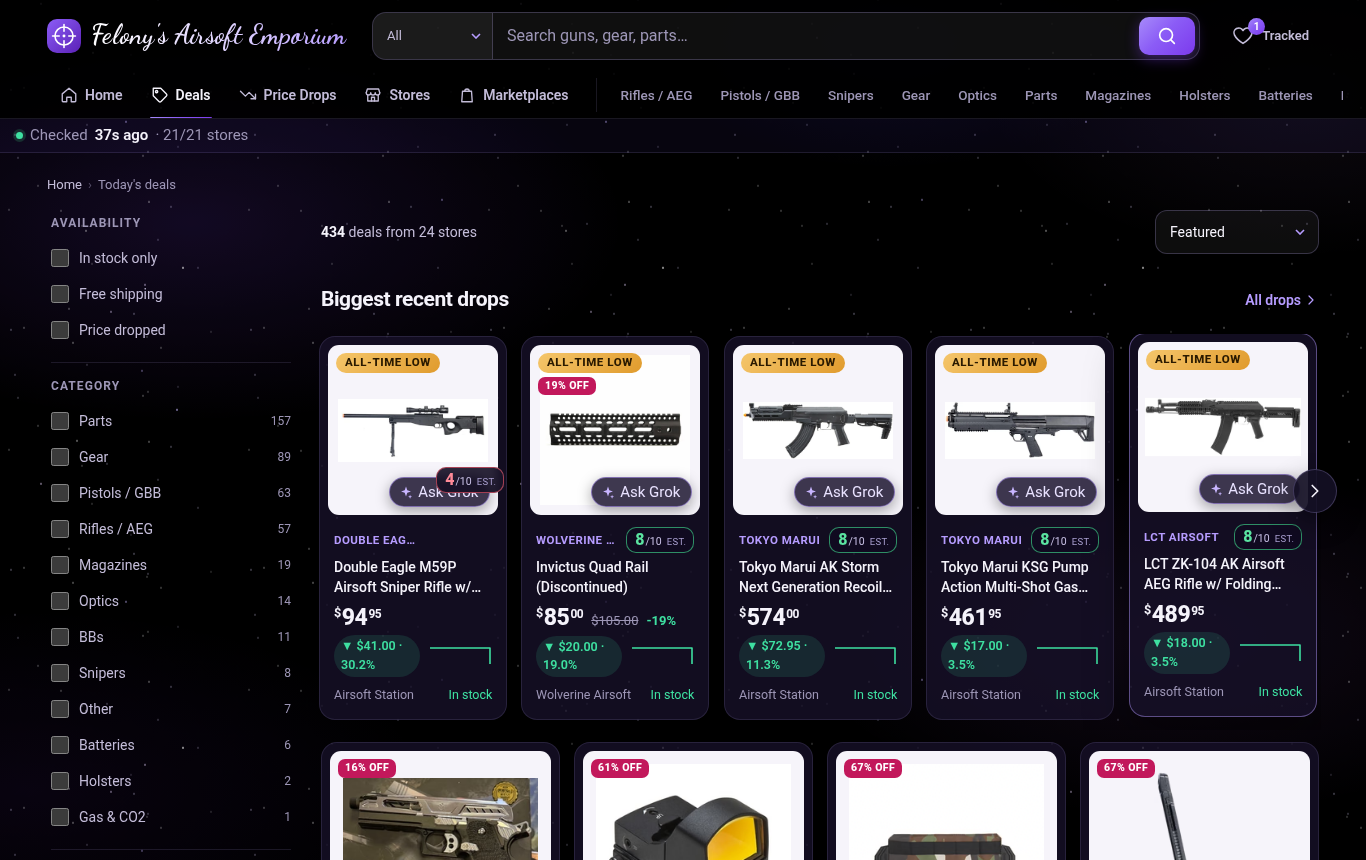 Felony's Airsoft Emporium
All
Search guns, gear, parts…
1
Tracked
Home
Deals
Price Drops
Stores
Marketplaces
Rifles / AEG
Pistols / GBB
Snipers
Gear
Optics
Parts
Magazines
Holsters
Batteries
Checked 37s ago · 21/21 stores
Home › Today's deals
AVAILABILITY
In stock only
Free shipping
Price dropped
CATEGORY
Parts 157
Gear 89
Pistols / GBB 63
Rifles / AEG 57
Magazines 19
Optics 14
BBs 11
Snipers 8
Other 7
Batteries 6
Holsters 2
Gas & CO2 1
434 deals from 24 stores
Featured
Biggest recent drops
All drops
ALL-TIME LOW
4/10 EST.
Ask Grok
DOUBLE EAG…
Double Eagle M59P
Airsoft Sniper Rifle w/…
$94.95
▼ $41.00 ·
30.2%
Airsoft Station In stock
ALL-TIME LOW
19% OFF
Ask Grok
WOLVERINE … 8/10 EST.
Invictus Quad Rail
(Discontinued)
$85.00 $105.00 -19%
▼ $20.00 ·
19.0%
Wolverine Airsoft In stock
ALL-TIME LOW
Ask Grok
TOKYO MARUI 8/10 EST.
Tokyo Marui AK Storm
Next Generation Recoil…
$574.00
▼ $72.95 ·
11.3%
Airsoft Station In stock
ALL-TIME LOW
Ask Grok
TOKYO MARUI 8/10 EST.
Tokyo Marui KSG Pump
Action Multi-Shot Gas…
$461.95
▼ $17.00 ·
3.5%
Airsoft Station In stock
ALL-TIME LOW
Ask Grok
LCT AIRSOFT 8/10 EST.
LCT ZK-104 AK Airsoft
AEG Rifle w/ Folding…
$489.95
▼ $18.00 ·
3.5%
Airsoft Station In stock
16% OFF
61% OFF
67% OFF
67% OFF